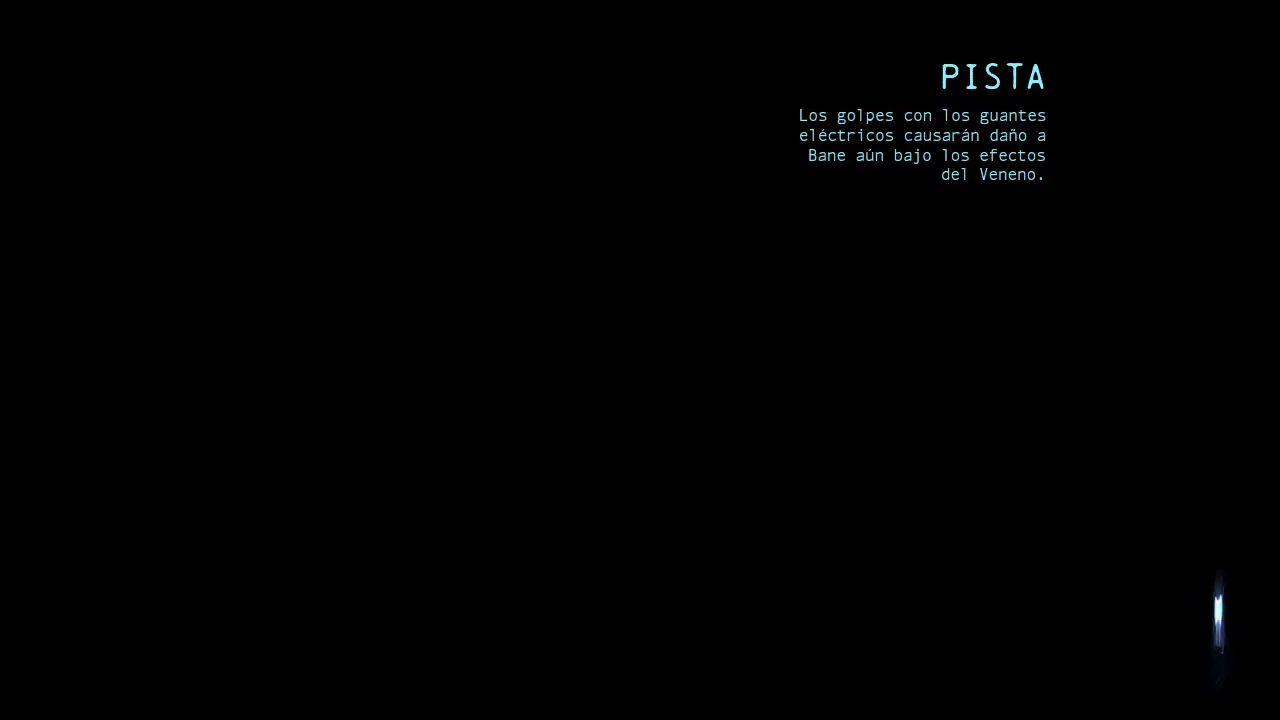 PISTA
Los golpes con los guantes
eléctricos causarán daño a
Bane aún bajo los efectos
del Veneno.